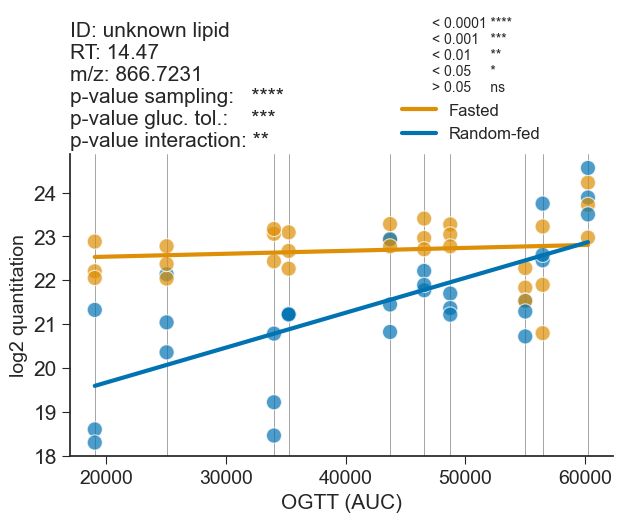 ID: unknown lipid
RT: 14.47
m/z: 866.7231
p-value sampling: ****
p-value gluc. tol.: ***
p-value interaction: **
< 0.0001 ****
< 0.001 ***
< 0.01 **
< 0.05 *
> 0.05 ns
Fasted
Random-fed
log2 quantitation
24
23
22
21
20
19
18
20000 30000 40000 50000 60000
OGTT (AUC)